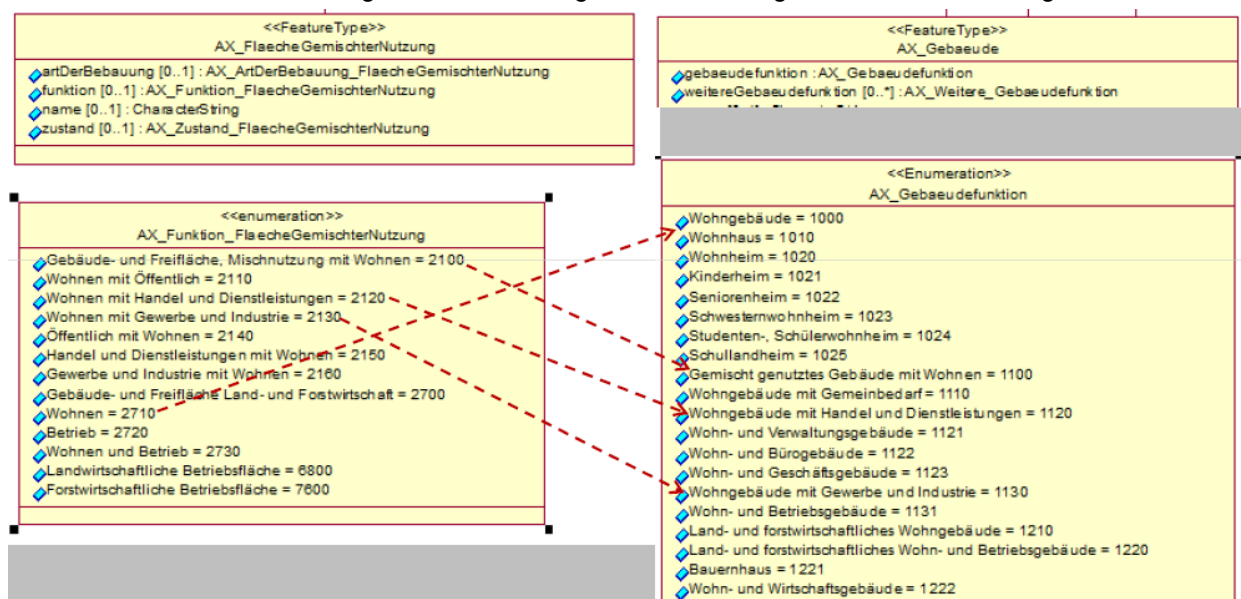 <<FeatureType>>
AX_FlaecheGemischterNutzung
artDerBebauung [0..1] : AX_ArtDerBebauung_FlaecheGemischterNutzung
funktion [0..1] : AX_Funktion_FlaecheGemischterNutzung
name [0..1] : CharacterString
zustand [0..1] : AX_Zustand_FlaecheGemischterNutzung
<<FeatureType>>
AX_Gebaeude
gebaeudefunktion : AX_Gebaeudefunktion
weitereGebaeudefunktion [0..*] : AX_Weitere_Gebaeudefunktion
<<enumeration>>
AX_Funktion_FlaecheGemischterNutzung
Gebäude- und Freifläche, Mischnutzung mit Wohnen = 2100
Wohnen mit Öffentlich = 2110
Wohnen mit Handel und Dienstleistungen = 2120
Wohnen mit Gewerbe und Industrie = 2130
Öffentlich mit Wohnen = 2140
Handel und Dienstleistungen mit Wohnen = 2150
Gewerbe und Industrie mit Wohnen = 2160
Gebäude- und Freifläche Land- und Forstwirtschaft = 2700
Wohnen = 2710
Betrieb = 2720
Wohnen und Betrieb = 2730
Landwirtschaftliche Betriebsfläche = 6800
Forstwirtschaftliche Betriebsfläche = 7600
<<Enumeration>>
AX_Gebaeudefunktion
Wohngebäude = 1000
Wohnhaus = 1010
Wohnheim = 1020
Kinderheim = 1021
Seniorenheim = 1022
Schwesternwohnheim = 1023
Studenten-, Schülerwohnheim = 1024
Schullandheim = 1025
Gemischt genutztes Gebäude mit Wohnen = 1100
Wohngebäude mit Gemeinbedarf = 1110
Wohngebäude mit Handel und Dienstleistungen = 1120
Wohn- und Verwaltungsgebäude = 1121
Wohn- und Bürogebäude = 1122
Wohn- und Geschäftsgebäude = 1123
Wohngebäude mit Gewerbe und Industrie = 1130
Wohn- und Betriebsgebäude = 1131
Land- und forstwirtschaftliches Wohngebäude = 1210
Land- und forstwirtschaftliches Wohn- und Betriebsgebäude = 1220
Bauernhaus = 1221
Wohn- und Wirtschaftsgebäude = 1222